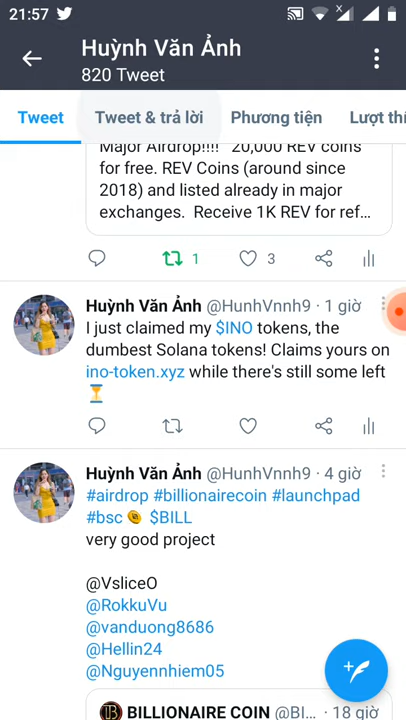 21:57
Huỳnh Văn Ảnh
820 Tweet
Tweet
Tweet & trả lời
Phương tiện
Lượt thí
Major Airdrop!!!! 20,000 REV coins
for free. REV Coins (around since
2018) and listed already in major
exchanges. Receive 1K REV for ref...
1
3
Huỳnh Văn Ảnh @HunhVnnh9 · 1 giờ
I just claimed my $INO tokens, the
dumbest Solana tokens! Claims yours on
ino-token.xyz while there's still some left
Huỳnh Văn Ảnh @HunhVnnh9 · 4 giờ
#airdrop #billionairecoin #launchpad
#bsc $BILL
very good project
@VsliceO
@RokkuVu
@vanduong8686
@Hellin24
@Nguyennhiem05
BILLIONAIRE COIN @BI... · 18 giờ